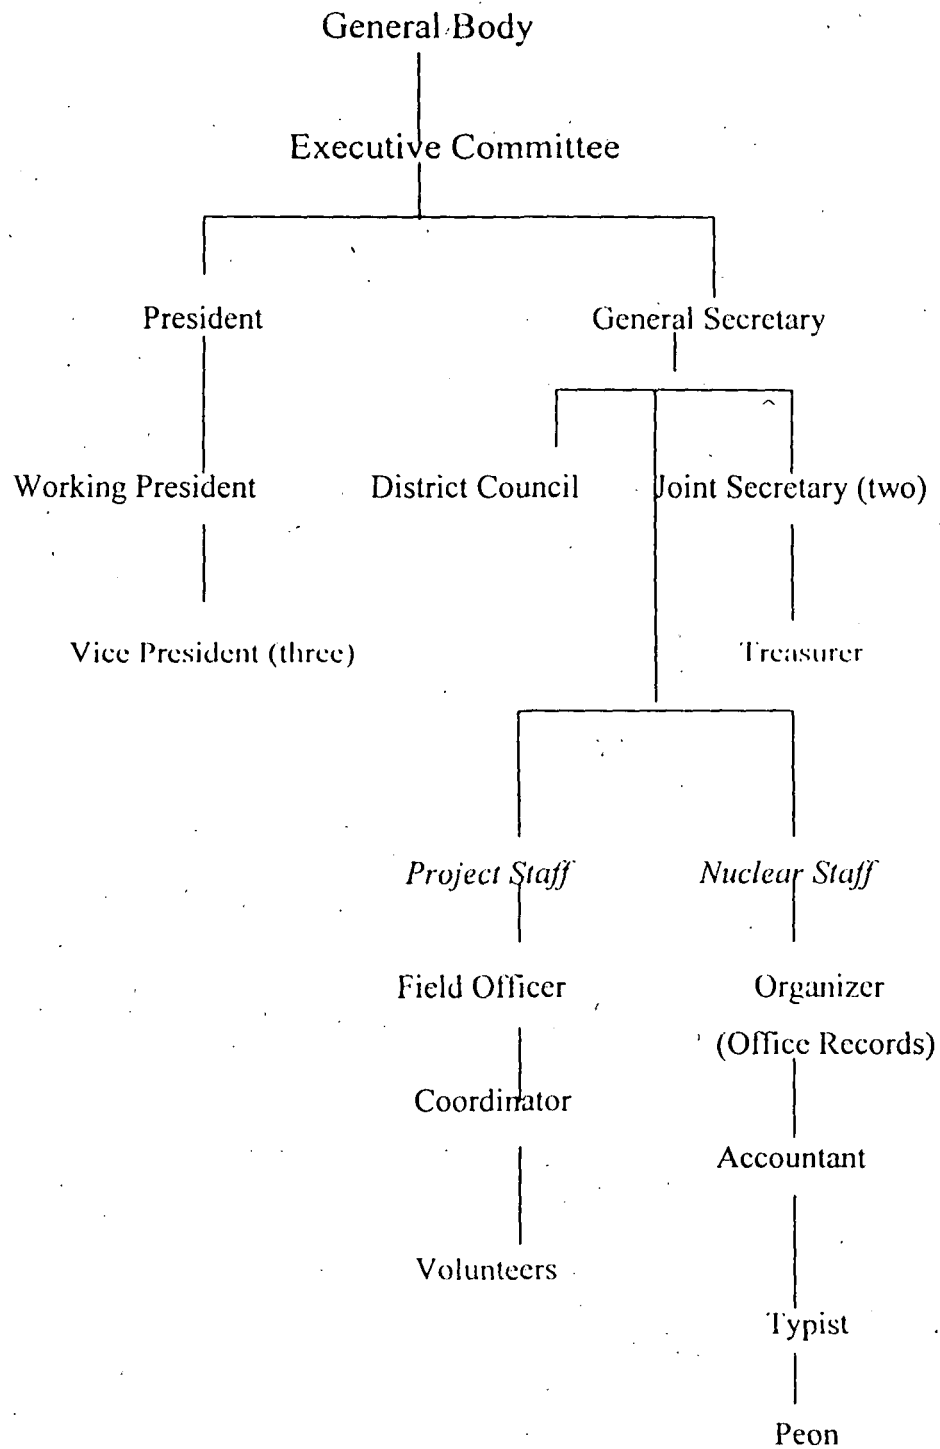 General Body
Executive Committee
President
General Secretary
Working President
District Council
Joint Secretary (two)
Vice President (three)
Treasurer
Project Staff
Nuclear Staff
Field Officer
Organizer
(Office Records)
Coordinator
Accountant
Volunteers
Typist
Peon